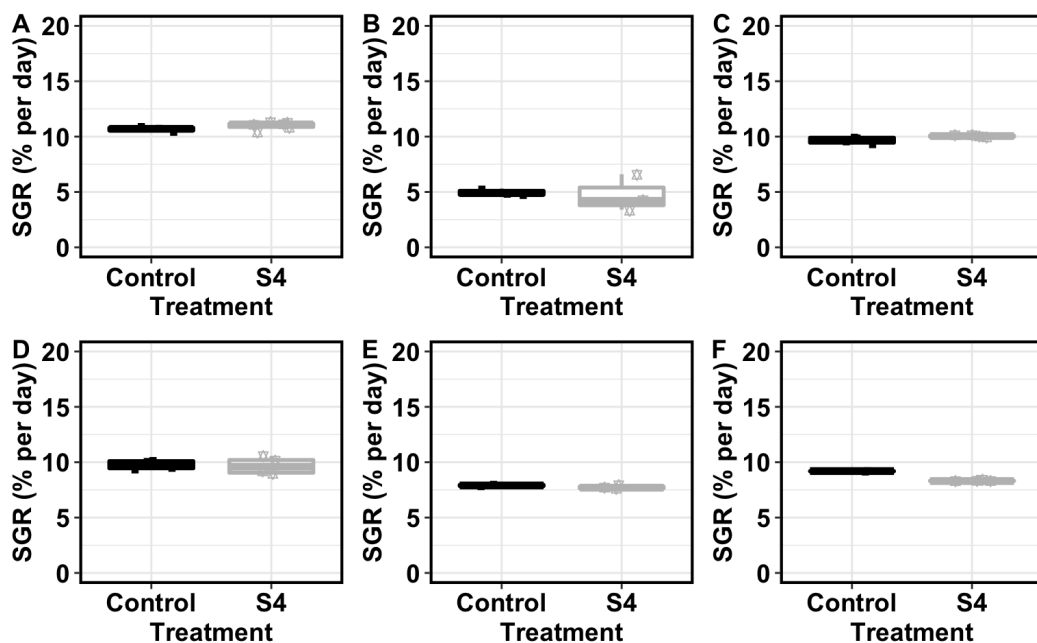 A
SGR (% per day)
20
15
10
5
0
Control S4
Treatment
B
SGR (% per day)
20
15
10
5
0
Control S4
Treatment
C
SGR (% per day)
20
15
10
5
0
Control S4
Treatment
D
SGR (% per day)
20
15
10
5
0
Control S4
Treatment
E
SGR (% per day)
20
15
10
5
0
Control S4
Treatment
F
SGR (% per day)
20
15
10
5
0
Control S4
Treatment